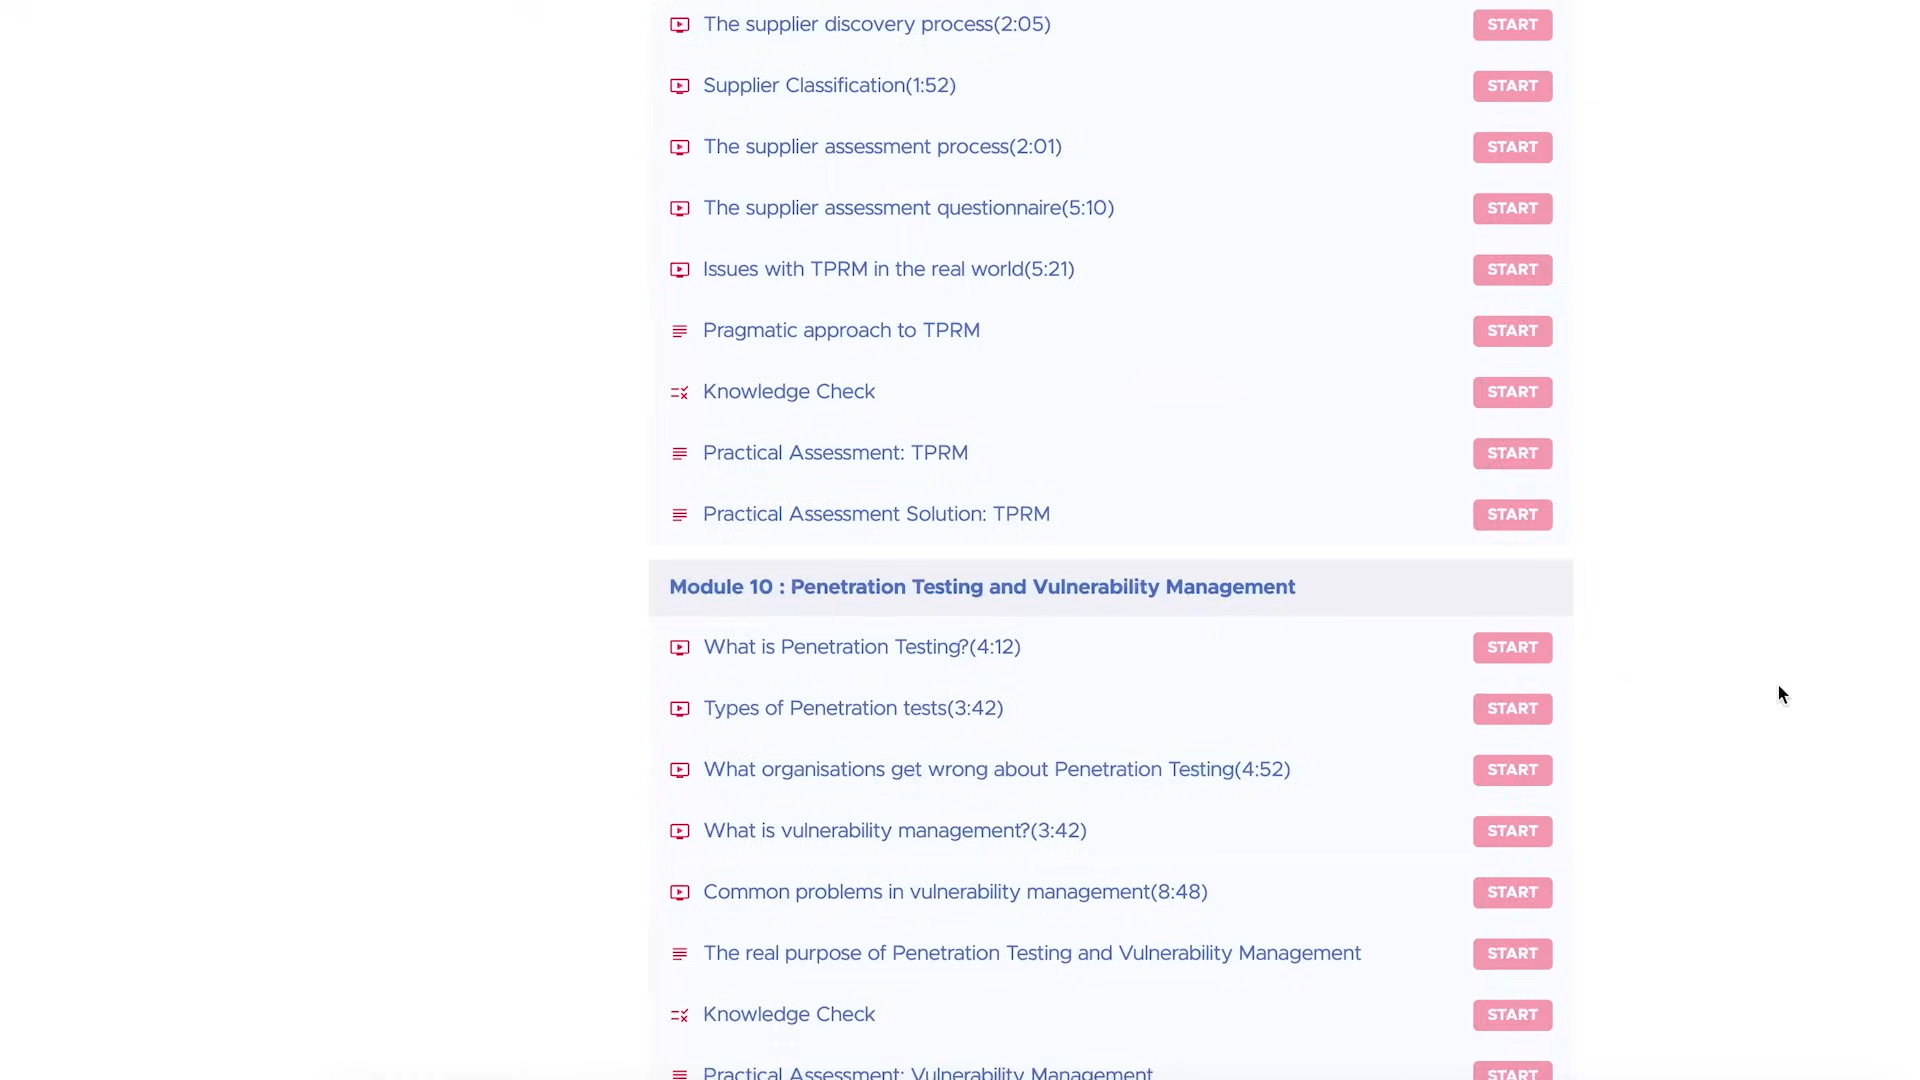 The supplier discovery process(2:05) START
Supplier Classification(1:52) START
The supplier assessment process(2:01) START
The supplier assessment questionnaire(5:10) START
Issues with TPRM in the real world(5:21) START
Pragmatic approach to TPRM START
Knowledge Check START
Practical Assessment: TPRM START
Practical Assessment Solution: TPRM START
Module 10 : Penetration Testing and Vulnerability Management
What is Penetration Testing?(4:12) START
Types of Penetration tests(3:42) START
What organisations get wrong about Penetration Testing(4:52) START
What is vulnerability management?(3:42) START
Common problems in vulnerability management(8:48) START
The real purpose of Penetration Testing and Vulnerability Management START
Knowledge Check START
Practical Assessment: Vulnerability Management START